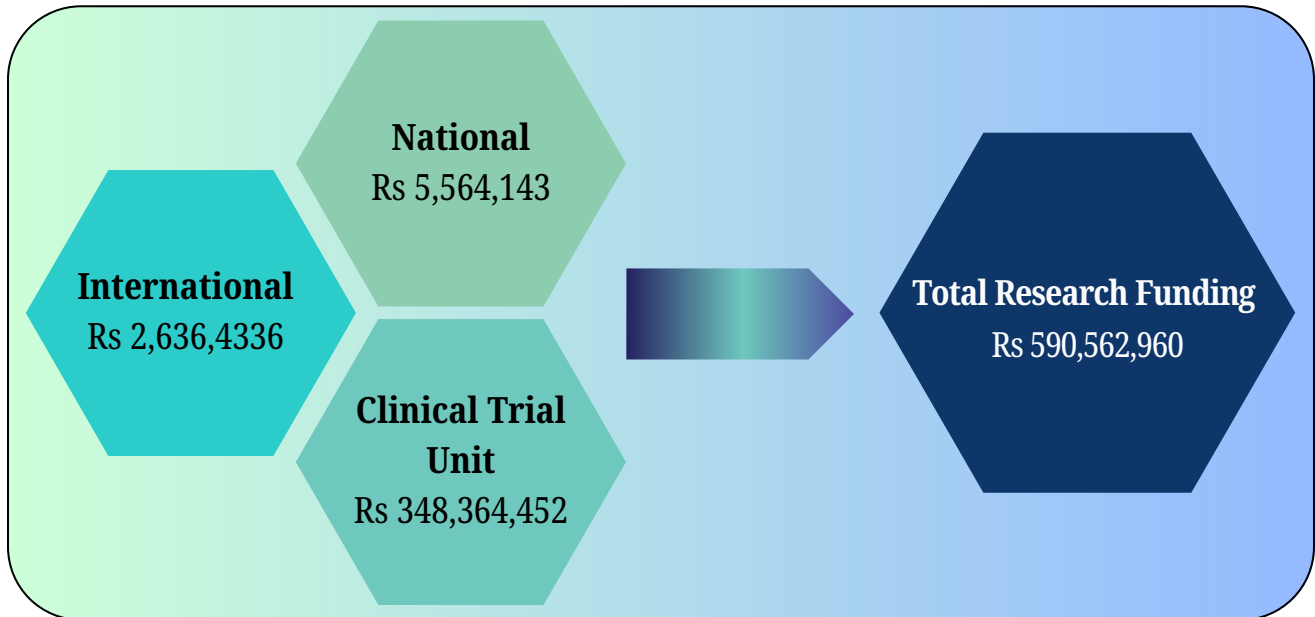 National
Rs 5,564,143
International
Rs 2,636,4336
Clinical Trial
Unit
Rs 348,364,452
Total Research Funding
Rs 590,562,960